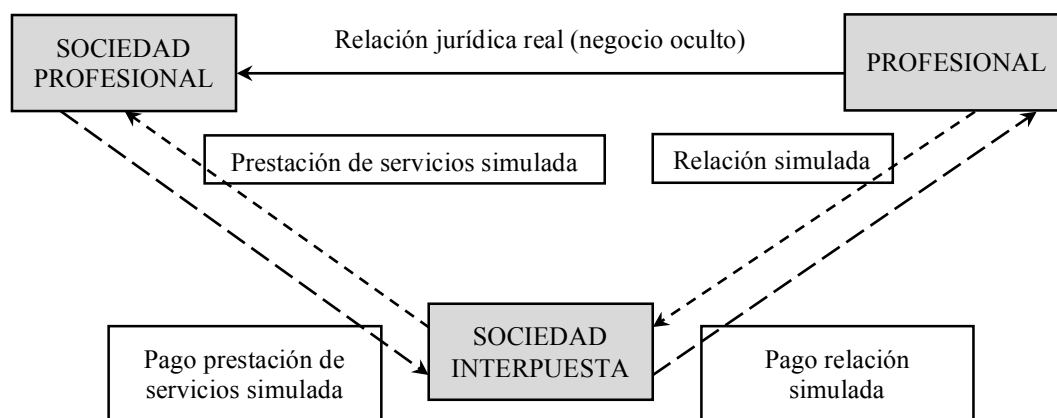 SOCIEDAD
PROFESIONAL
Relación jurídica real (negocio oculto)
PROFESIONAL
Prestación de servicios simulada
Relación simulada
SOCIEDAD
INTERPUESTA
Pago prestación de
servicios simulada
Pago relación
simulada